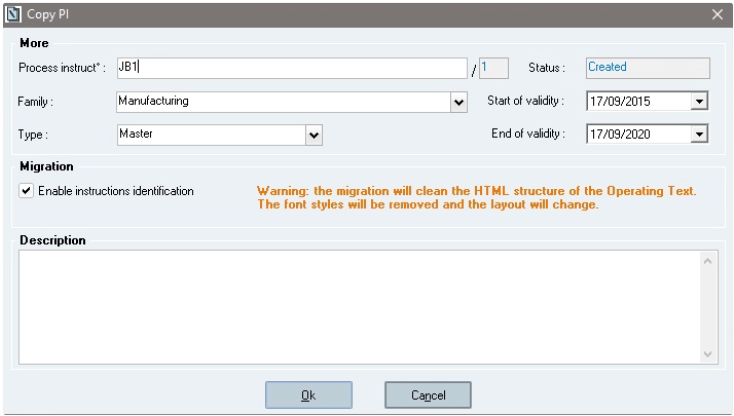 Copy PI
More
Process instruct* : JB1 / 1 Status : Created
Family : Manufacturing Start of validity : 17/09/2015
Type : Master End of validity : 17/09/2020
Migration
Enable instructions identification Warning: the migration will clean the HTML structure of the Operating Text.
The font styles will be removed and the layout will change.
Description
Ok Cancel